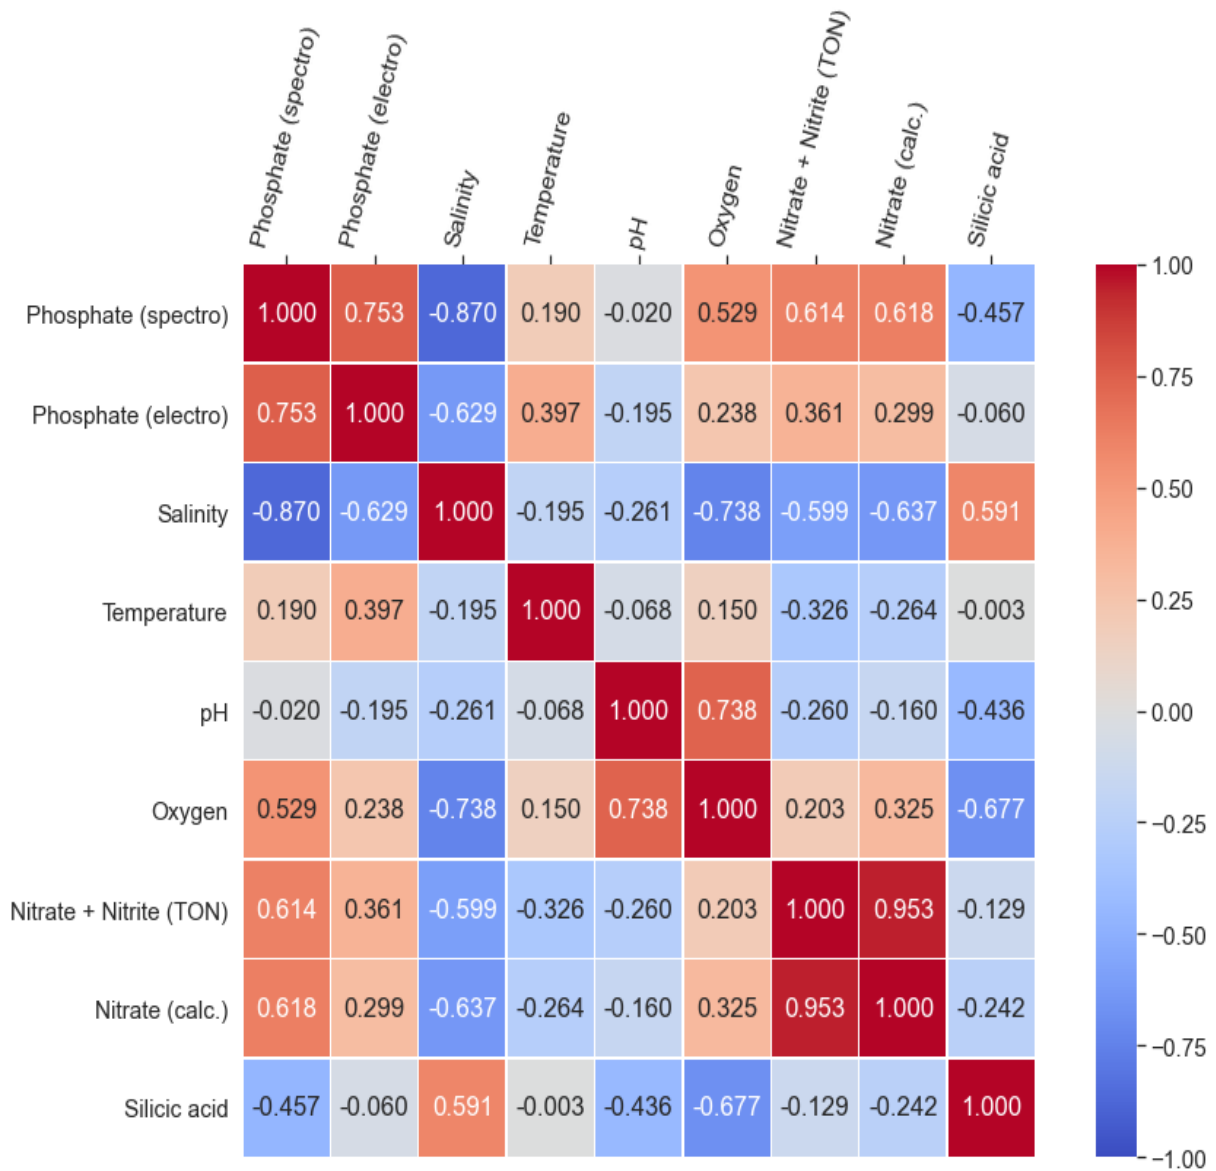 Phosphate (spectro)
Phosphate (electro)
Salinity
Temperature
pH
Oxygen
Nitrate + Nitrite (TON)
Nitrate (calc.)
Silicic acid
Phosphate (spectro) 1.000 0.753 -0.870 0.190 -0.020 0.529 0.614 0.618 -0.457
Phosphate (electro) 0.753 1.000 -0.629 0.397 -0.195 0.238 0.361 0.299 -0.060
Salinity -0.870 -0.629 1.000 -0.195 -0.261 -0.738 -0.599 -0.637 0.591
Temperature 0.190 0.397 -0.195 1.000 -0.068 0.150 -0.326 -0.264 -0.003
pH -0.020 -0.195 -0.261 -0.068 1.000 0.738 -0.260 -0.160 -0.436
Oxygen 0.529 0.238 -0.738 0.150 0.738 1.000 0.203 0.325 -0.677
Nitrate + Nitrite (TON) 0.614 0.361 -0.599 -0.326 -0.260 0.203 1.000 0.953 -0.129
Nitrate (calc.) 0.618 0.299 -0.637 -0.264 -0.160 0.325 0.953 1.000 -0.242
Silicic acid -0.457 -0.060 0.591 -0.003 -0.436 -0.677 -0.129 -0.242 1.000
1.00
0.75
0.50
0.25
0.00
−0.25
−0.50
−0.75
−1.00